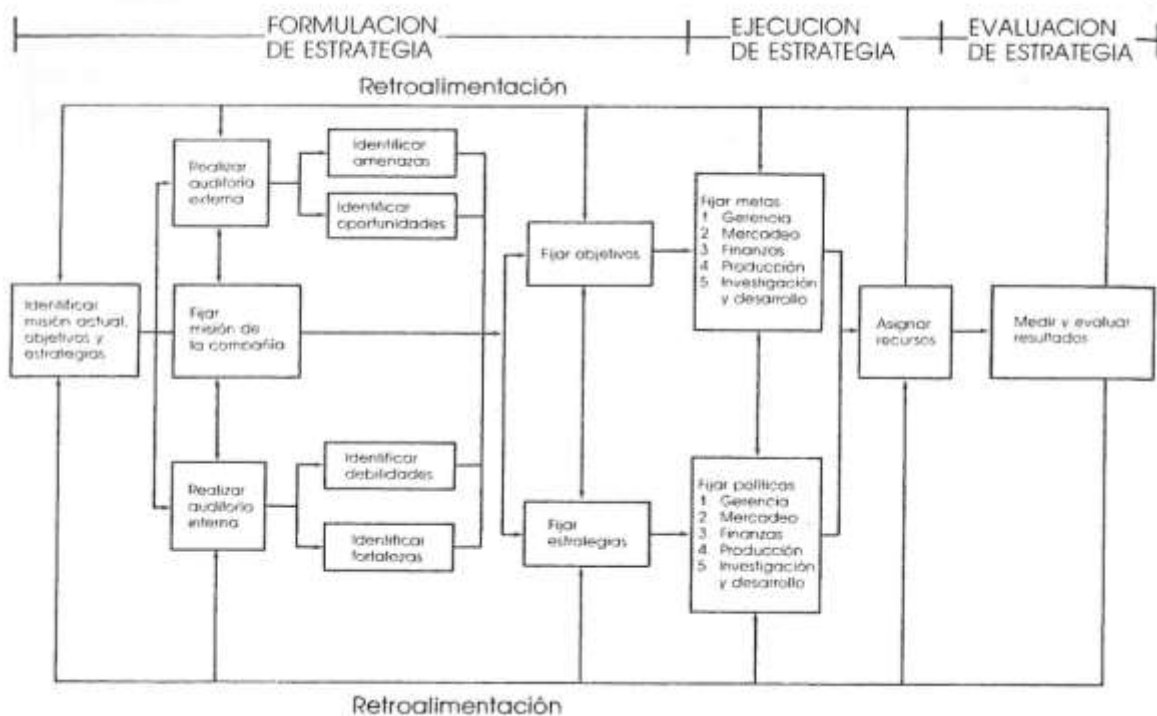 FORMULACION
DE ESTRATEGIA
EJECUCION
DE ESTRATEGIA
EVALUACION DE
ESTRATEGIA
Retroalimentación
Identificar
misión actual,
objetivos y
estrategias
Realizar
auditoría
externa
Fijar
misión de
la compañía
Realizar
auditoría
interna
Identificar
amenazas
Identificar
oportunidades
Identificar
debilidades
Identificar
fortalezas
Fijar objetivos
Fijar
estrategias
Fijar metas
1 Gerencia
2 Mercadeo
3 Finanzas
4 Producción
5 Investigación
y desarrollo
Fijar políticas
1 Gerencia
2 Mercadeo
3. Finanzas
4. Producción
5 Investigación
y desarrollo
Asignar
recursos
Medir y evaluar
resultados
Retroalimentación